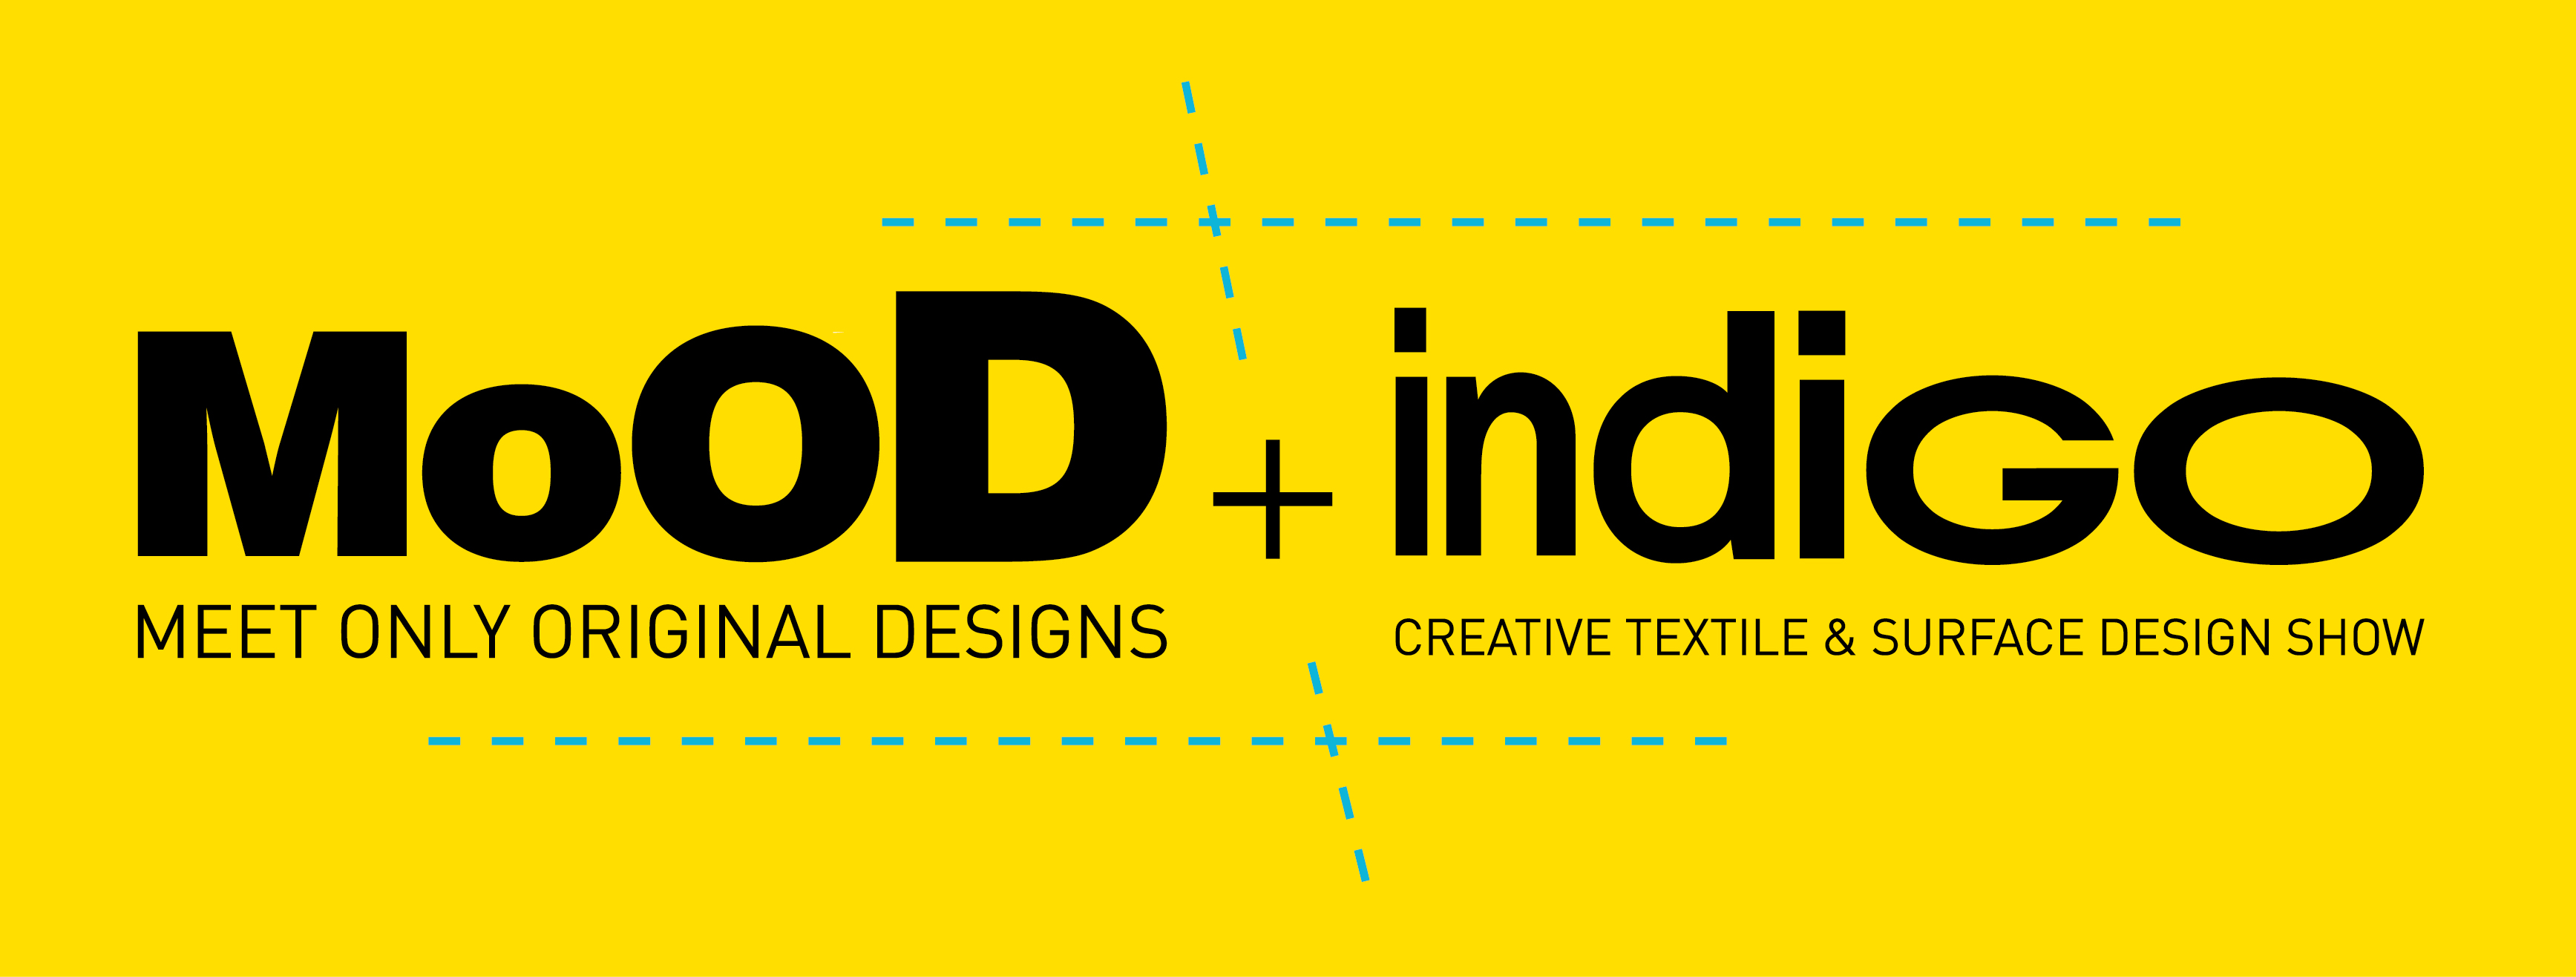 MoOD + indiGO
MEET ONLY ORIGINAL DESIGNS
CREATIVE TEXTILE & SURFACE DESIGN SHOW